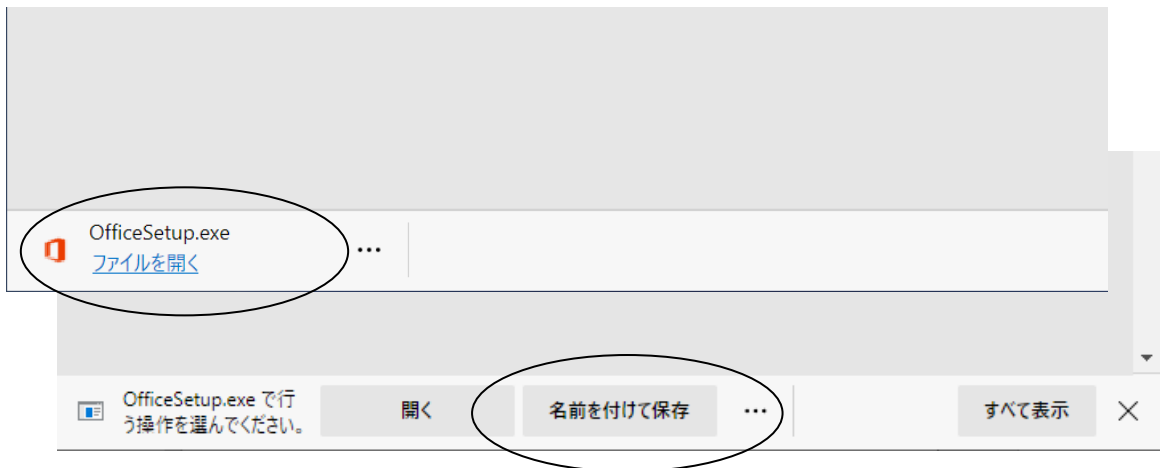 OfficeSetup.exe
ファイルを開く
…
OfficeSetup.exe で行
う操作を選んでください。
開く
名前を付けて保存
…
すべて表示